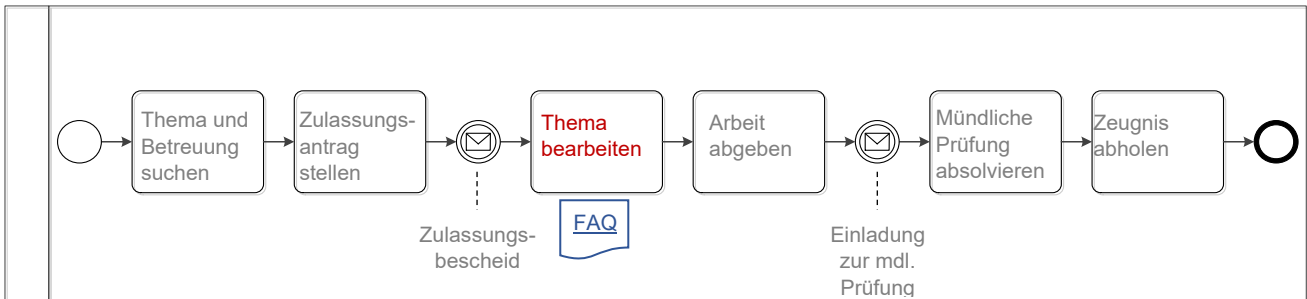 Thema und
Betreuung
suchen
Zulassungs-
antrag
stellen
Zulassungs-
bescheid
Thema
bearbeiten
FAQ
Arbeit
abgeben
Einladung
zur mdl.
Prüfung
Mündliche
Prüfung
absolvieren
Zeugnis
abholen